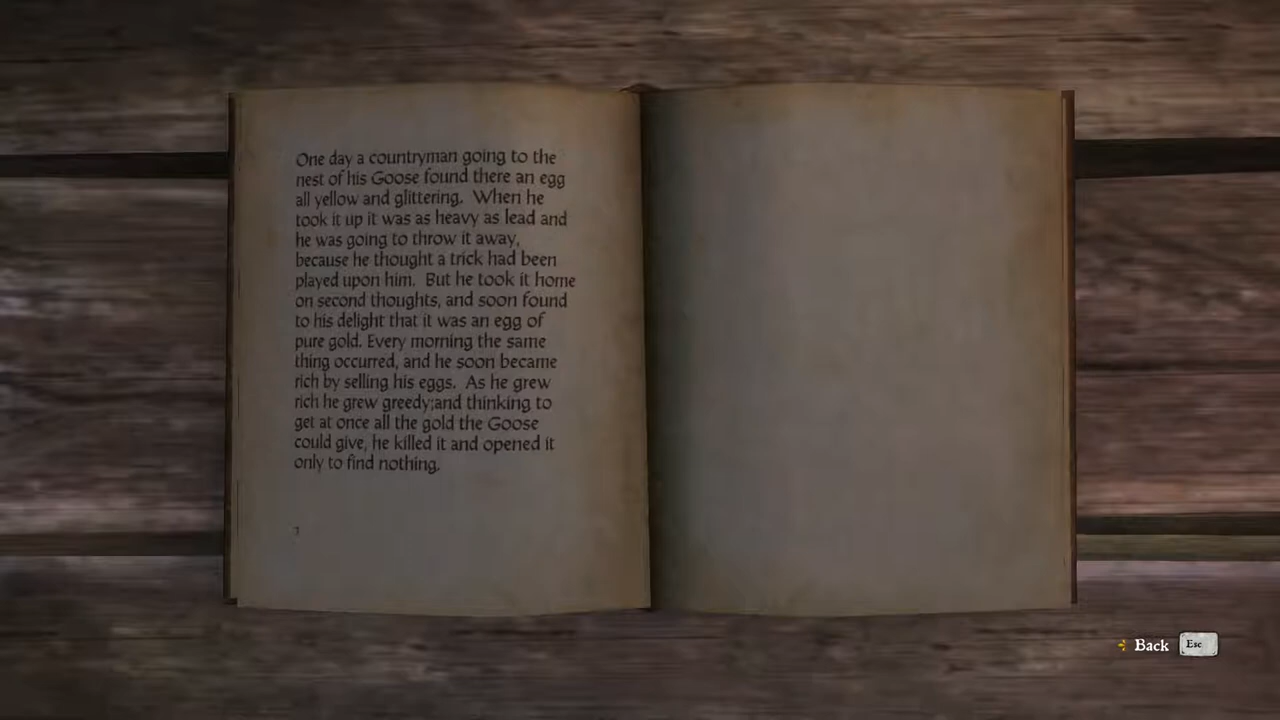 One day a countryman going to the
nest of his Goose found there an egg
all yellow and glittering.  When he
took it up it was as heavy as lead and
he was going to throw it away,
because he thought a trick had been
played upon him.  But he took it home
on second thoughts, and soon found
to his delight that it was an egg of
pure gold. Every morning the same
thing occurred, and he soon became
rich by selling his eggs.  As he grew
rich he grew greedy;and thinking to
get at once all the gold the Goose
could give, he killed it and opened it
only to find nothing.
7
Back Esc